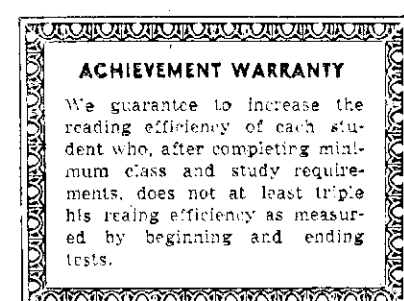 ACHIEVEMENT WARRANTY
We guarantee to increase the
reading efficiency of each stu-
dent who, after completing mini-
mum class and study require-
ments, does not at least triple
his reaing efficiency as measur-
ed by beginning and ending
tests.